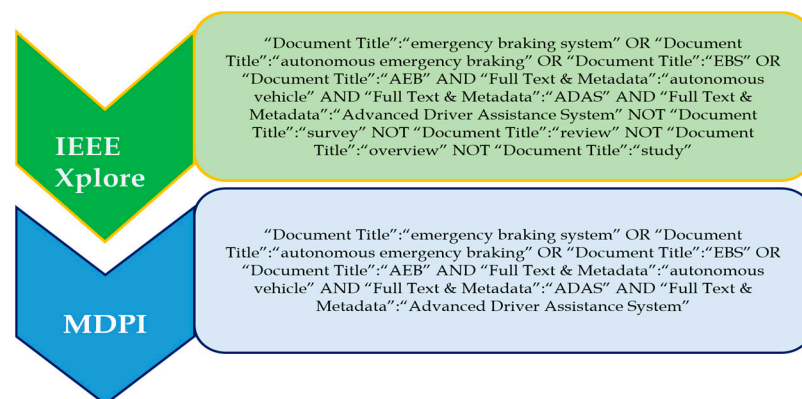 “Document Title”:“emergency braking system” OR “Document
Title”:“autonomous emergency braking” OR “Document Title”:“EBS” OR
“Document Title”:“AEB” AND “Full Text & Metadata”:“autonomous
vehicle” AND “Full Text & Metadata”:“ADAS” AND “Full Text &
Metadata”:“Advanced Driver Assistance System” NOT “Document
Title”:“survey” NOT “Document Title”:“review” NOT “Document
Title”:“overview” NOT “Document Title”:“study”
IEEE
Xplore
“Document Title”:“emergency braking system” OR “Document
Title”:“autonomous emergency braking” OR “Document Title”:“EBS” OR
“Document Title”:“AEB” AND “Full Text & Metadata”:“autonomous
vehicle” AND “Full Text & Metadata”:“ADAS” AND “Full Text &
Metadata”:“Advanced Driver Assistance System”
MDPI